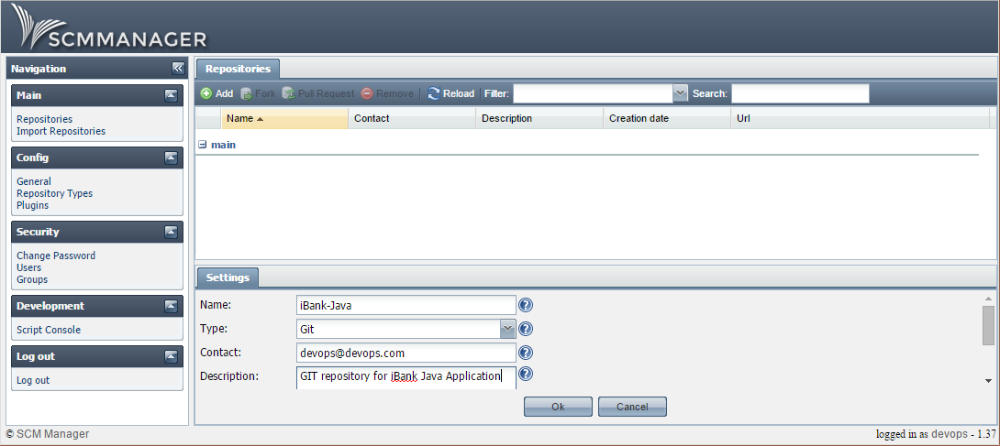 SCMMANAGER
Navigation
Main
Repositories
Import Repositories
Config
General
Repository Types
Plugins
Security
Change Password
Users
Groups
Development
Script Console
Log out
Log out
Repositories
Add Fork Pull Request Remove Reload Filter: Search:
Name Contact Description Creation date Url
main
Settings
Name: iBank-Java
Type: Git
Contact: devops@devops.com
Description: GIT repository for iBank Java Application
Ok Cancel
© SCM Manager
logged in as devops - 1.37